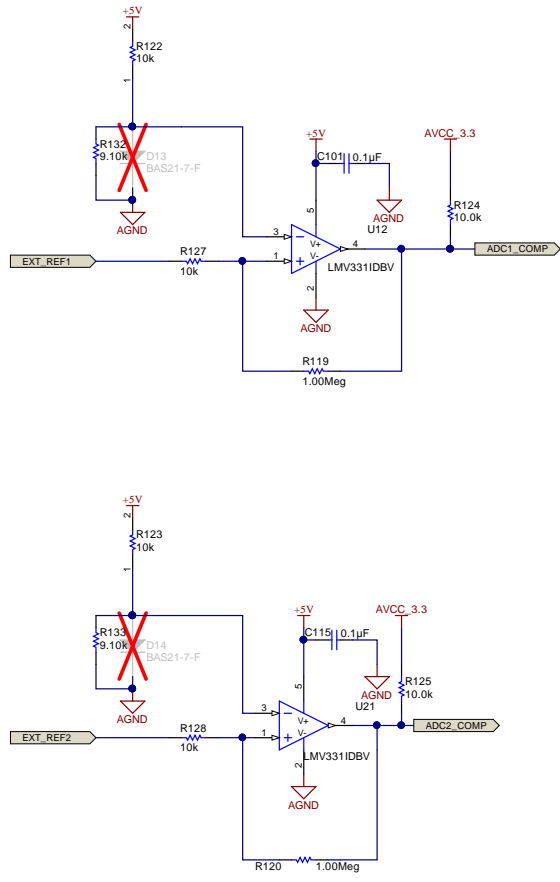 +5V
2
R122
10k
1
R132
9.10k
D13
BAS21-7-F
AGND
+5V
C101
0.1µF
AGND
U12
AVCC_3.3
R124
10.0k
5
3
V+
4
1
V-
LMV331IDBV
2
AGND
EXT_REF1
R127
10k
ADC1_COMP
R119
1.00Meg
+5V
2
R123
10k
1
R133
9.10k
D14
BAS21-7-F
AGND
+5V
C115
0.1µF
AGND
U21
AVCC_3.3
R125
10.0k
5
3
V+
4
1
V-
LMV331IDBV
2
AGND
EXT_REF2
R128
10k
ADC2_COMP
R120
1.00Meg